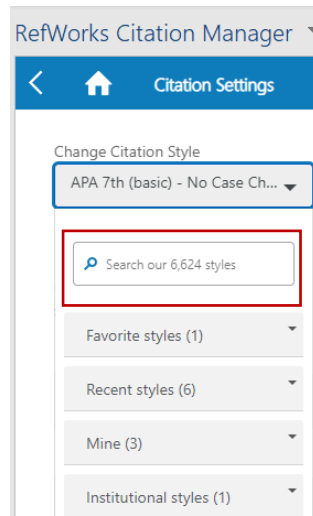 RefWorks Citation Manager
Citation Settings
Change Citation Style
APA 7th (basic) - No Case Ch...
Search our 6,624 styles
Favorite styles (1)
Recent styles (6)
Mine (3)
Institutional styles (1)